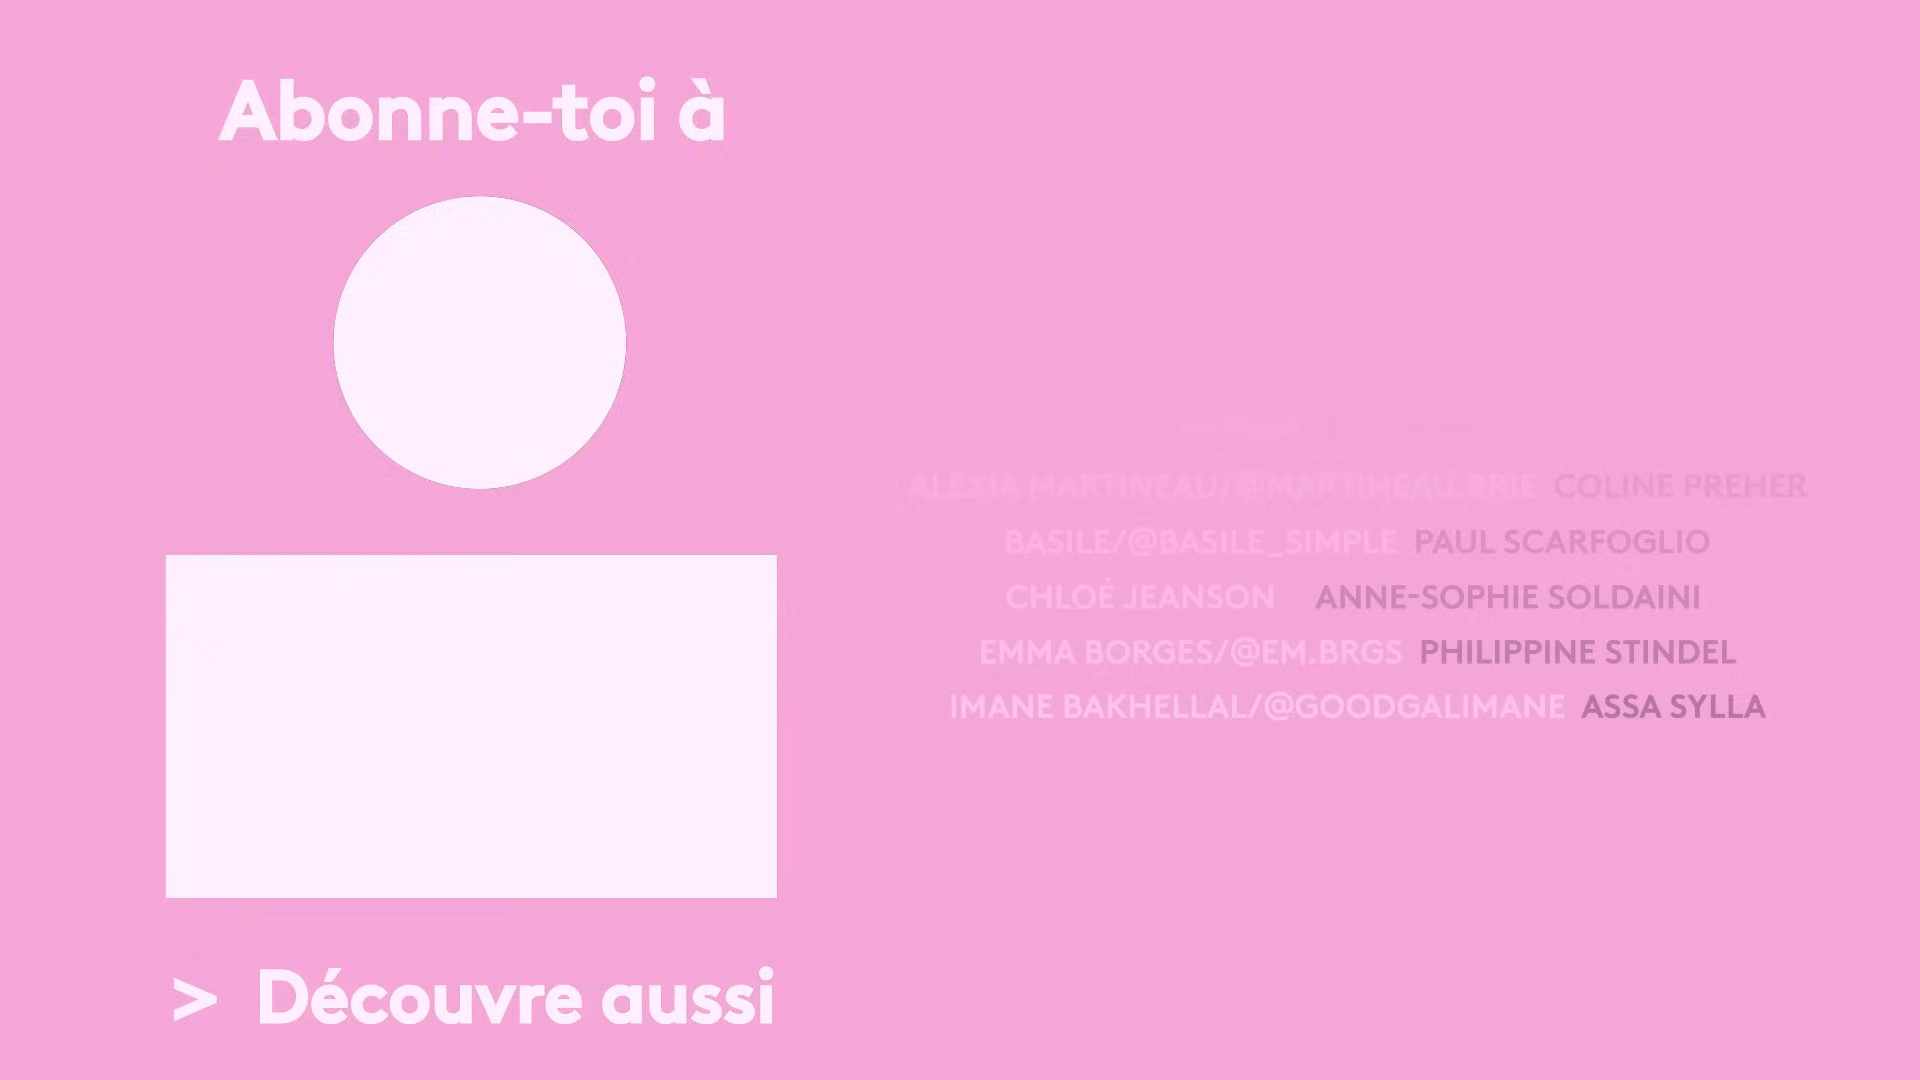 Abonne-toi à
ALÉXIA MARTINEAU/@MARTINEAU.BRIE COLINE PREHER
BASILE/@BASILE_SIMPLE PAUL SCARFOGLIO
CHLOÉ JEANSON ANNE-SOPHIE SOLDAINI
EMMA BORGES/@EM.BRGS PHILIPPINE STINDEL
IMANE BAKHELLAL/@GOODGALIMANE ASSA SYLLA
> Découvre aussi